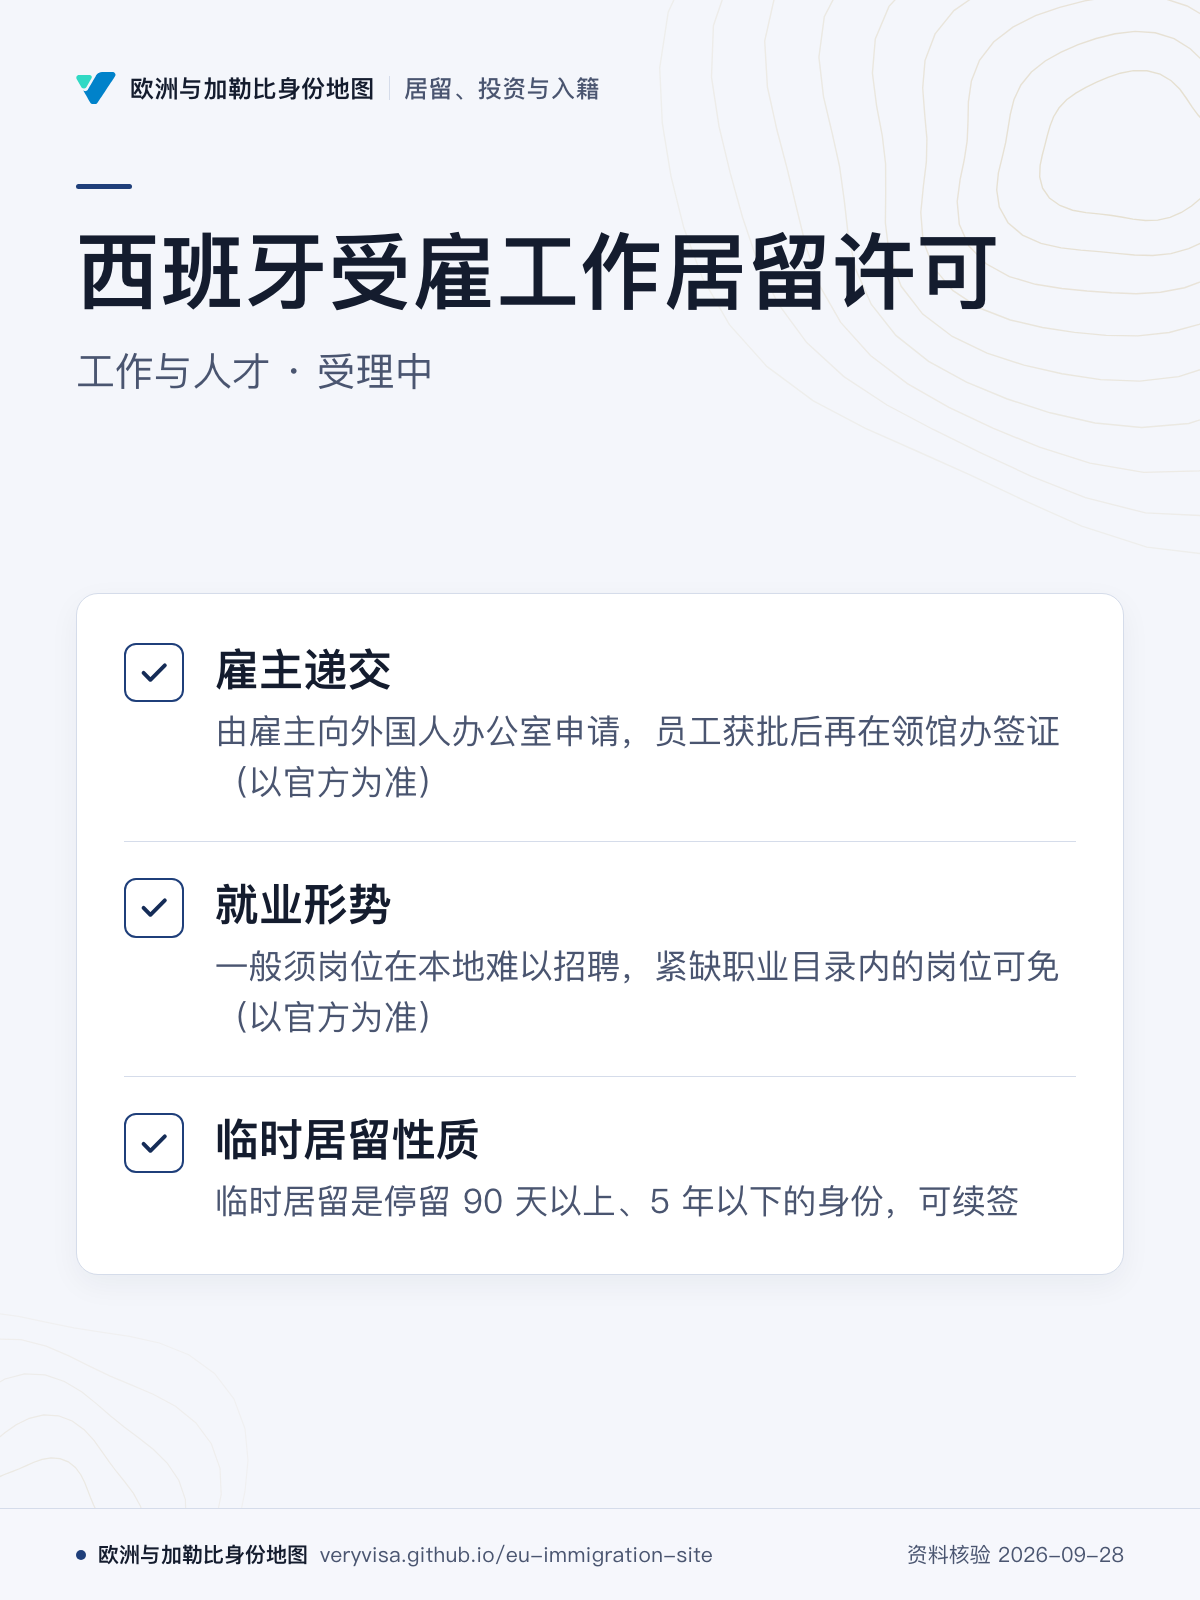 欧洲与加勒比身份地图 居留、投资与入籍
西班牙受雇工作居留许可
工作与人才 · 受理中
雇主递交
由雇主向外国人办公室申请，员工获批后再在领馆办签证
（以官方为准）
就业形势
一般须岗位在本地难以招聘，紧缺职业目录内的岗位可免
（以官方为准）
临时居留性质
临时居留是停留 90 天以上、5 年以下的身份，可续签
欧洲与加勒比身份地图 veryvisa.github.io/eu-immigration-site 资料核验 2026-09-28